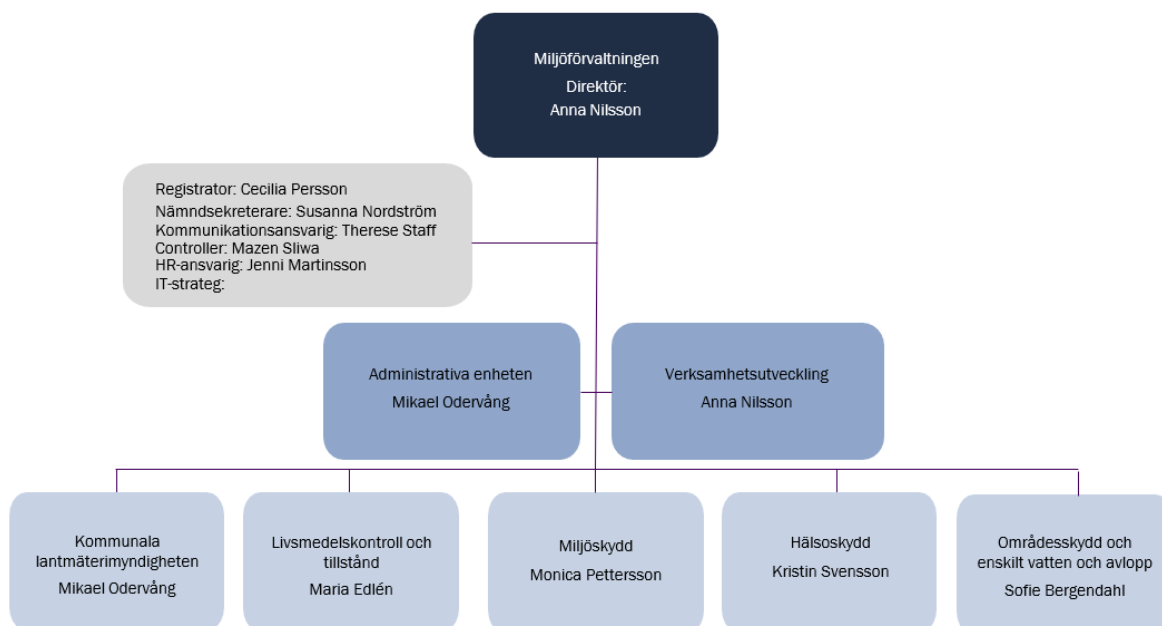 Miljöförvaltningen
Direktör:
Anna Nilsson
Registrator: Cecilia Persson
Nämndsekreterare: Susanna Nordström
Kommunikationsansvarig: Therese Staff
Controller: Mazen Sliwa
HR-ansvarig: Jenni Martinsson
IT-strateg:
Administrativa enheten
Mikael Odervång
Verksamhetsutveckling
Anna Nilsson
Kommunala
lantmäterimyndigheten
Mikael Odervång
Livsmedelskontroll och
tillstånd
Maria Edlén
Miljöskydd
Monica Pettersson
Hälsoskydd
Kristin Svensson
Områdesskydd och
enskilt vatten och avlopp
Sofie Bergendahl